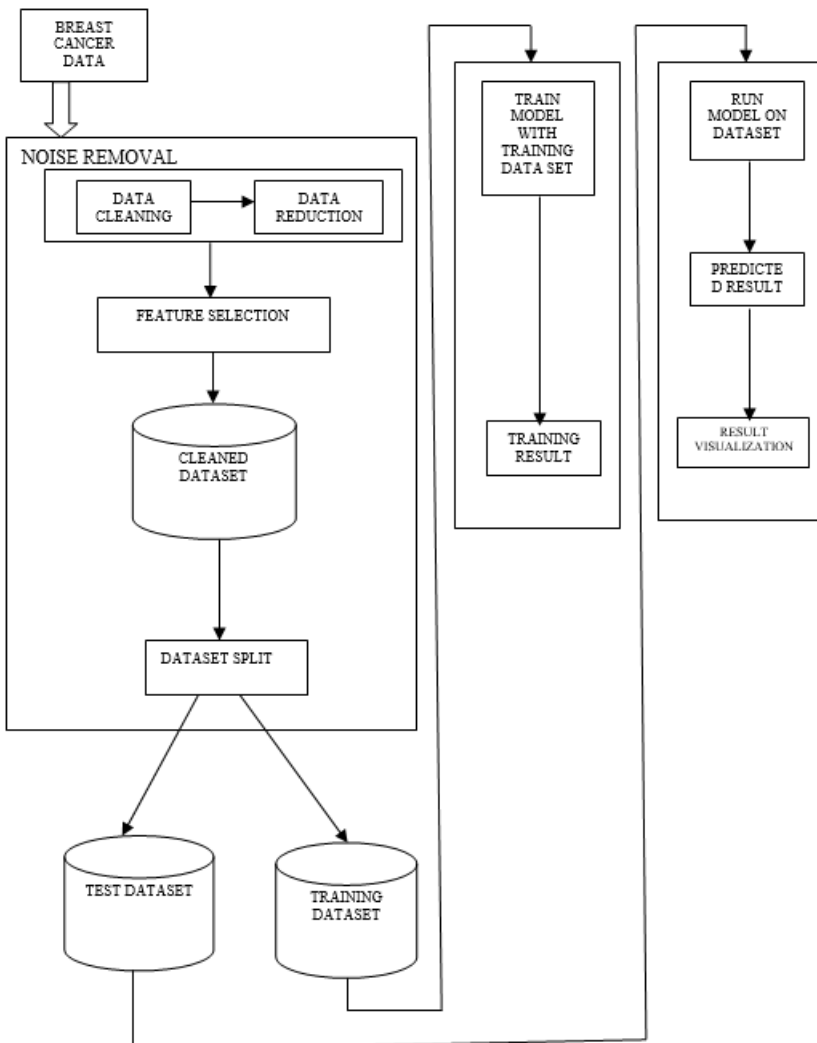 BREAST
CANCER
DATA
NOISE REMOVAL
DATA
CLEANING
DATA
REDUCTION
FEATURE SELECTION
CLEANED
DATASET
DATASET SPLIT
TEST DATASET
TRAINING
DATASET
TRAIN
MODEL
WITH
TRAINING
DATA SET
TRAINING
RESULT
RUN
MODEL ON
DATASET
PREDICTE
D RESULT
RESULT
VISUALIZATION